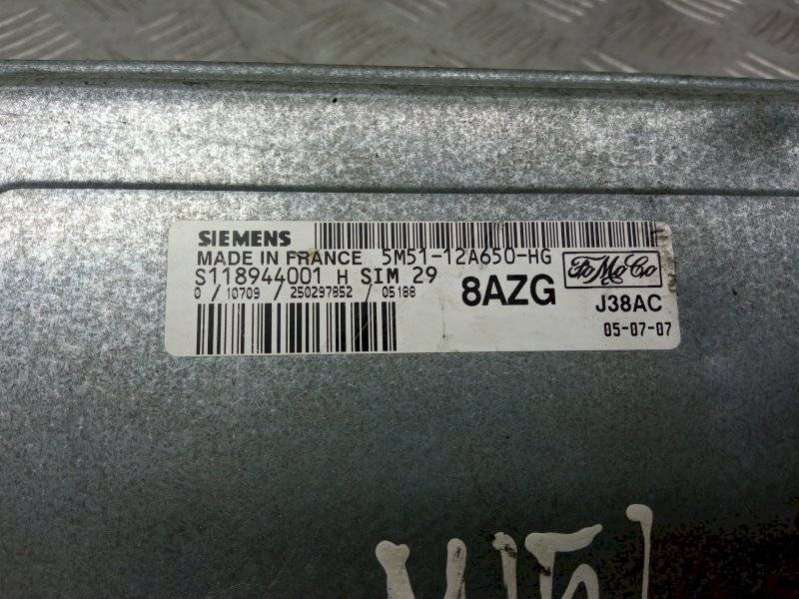 SIEMENS
MADE IN FRANCE 5M51-12A650-HG
S118944001 H SIM 29
0 / 10709 / 250297852 / 05188
8AZG
FoMoCo
J38AC
05-07-07